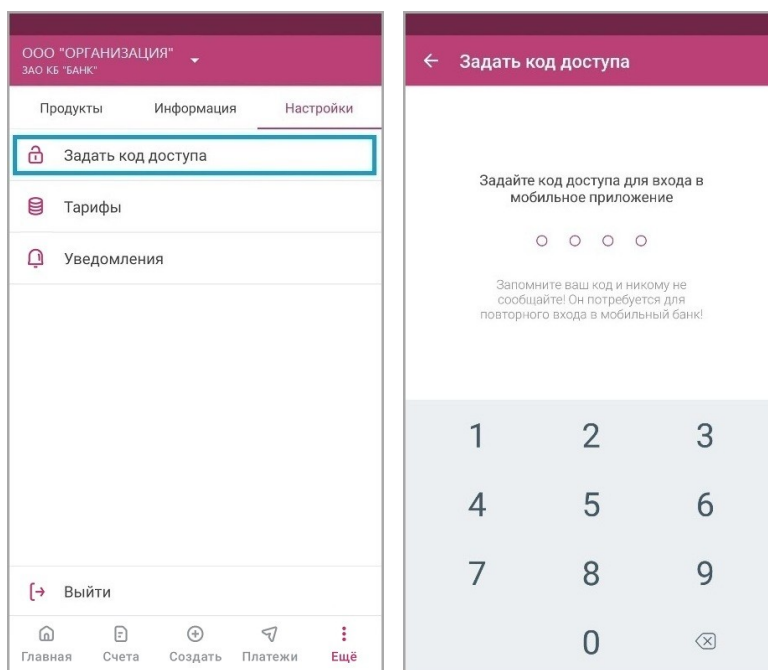 ООО "ОРГАНИЗАЦИЯ"
ЗАО КБ "БАНК"
Продукты Информация Настройки
Задать код доступа
Тарифы
Уведомления
Выйти
Главная Счета Создать Платежи Ещё
Задать код доступа
Задайте код доступа для входа в
мобильное приложение
Запомните ваш код и никому не
сообщайте! Он потребуется для
повторного входа в мобильный банк!
1 2 3
4 5 6
7 8 9
0